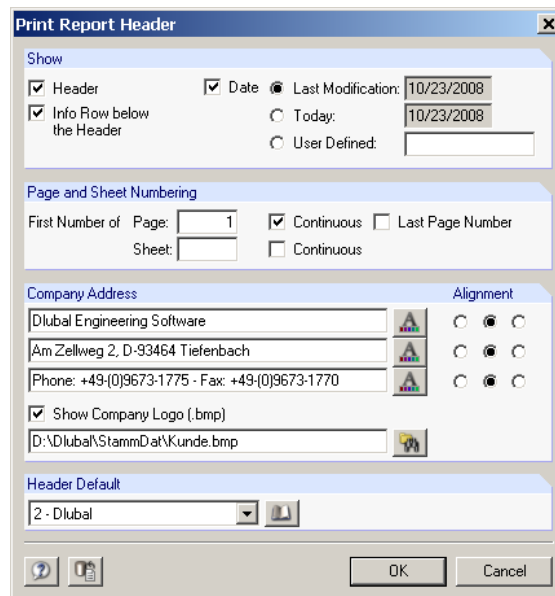 Print Report Header
Show
Header
Date
Last Modification:
10/23/2008
Info Row below
the Header
Today:
10/23/2008
User Defined:
Page and Sheet Numbering
First Number of Page: 1
Continuous
Last Page Number
Sheet:
Continuous
Company Address
Alignment
Dlubal Engineering Software
Am Zellweg 2, D-93464 Tiefenbach
Phone: +49-(0)9673-1775 - Fax: +49-(0)9673-1770
Show Company Logo (.bmp)
D:\Dlubal\StammDat\Kunde.bmp
Header Default
2 - Dlubal
OK
Cancel